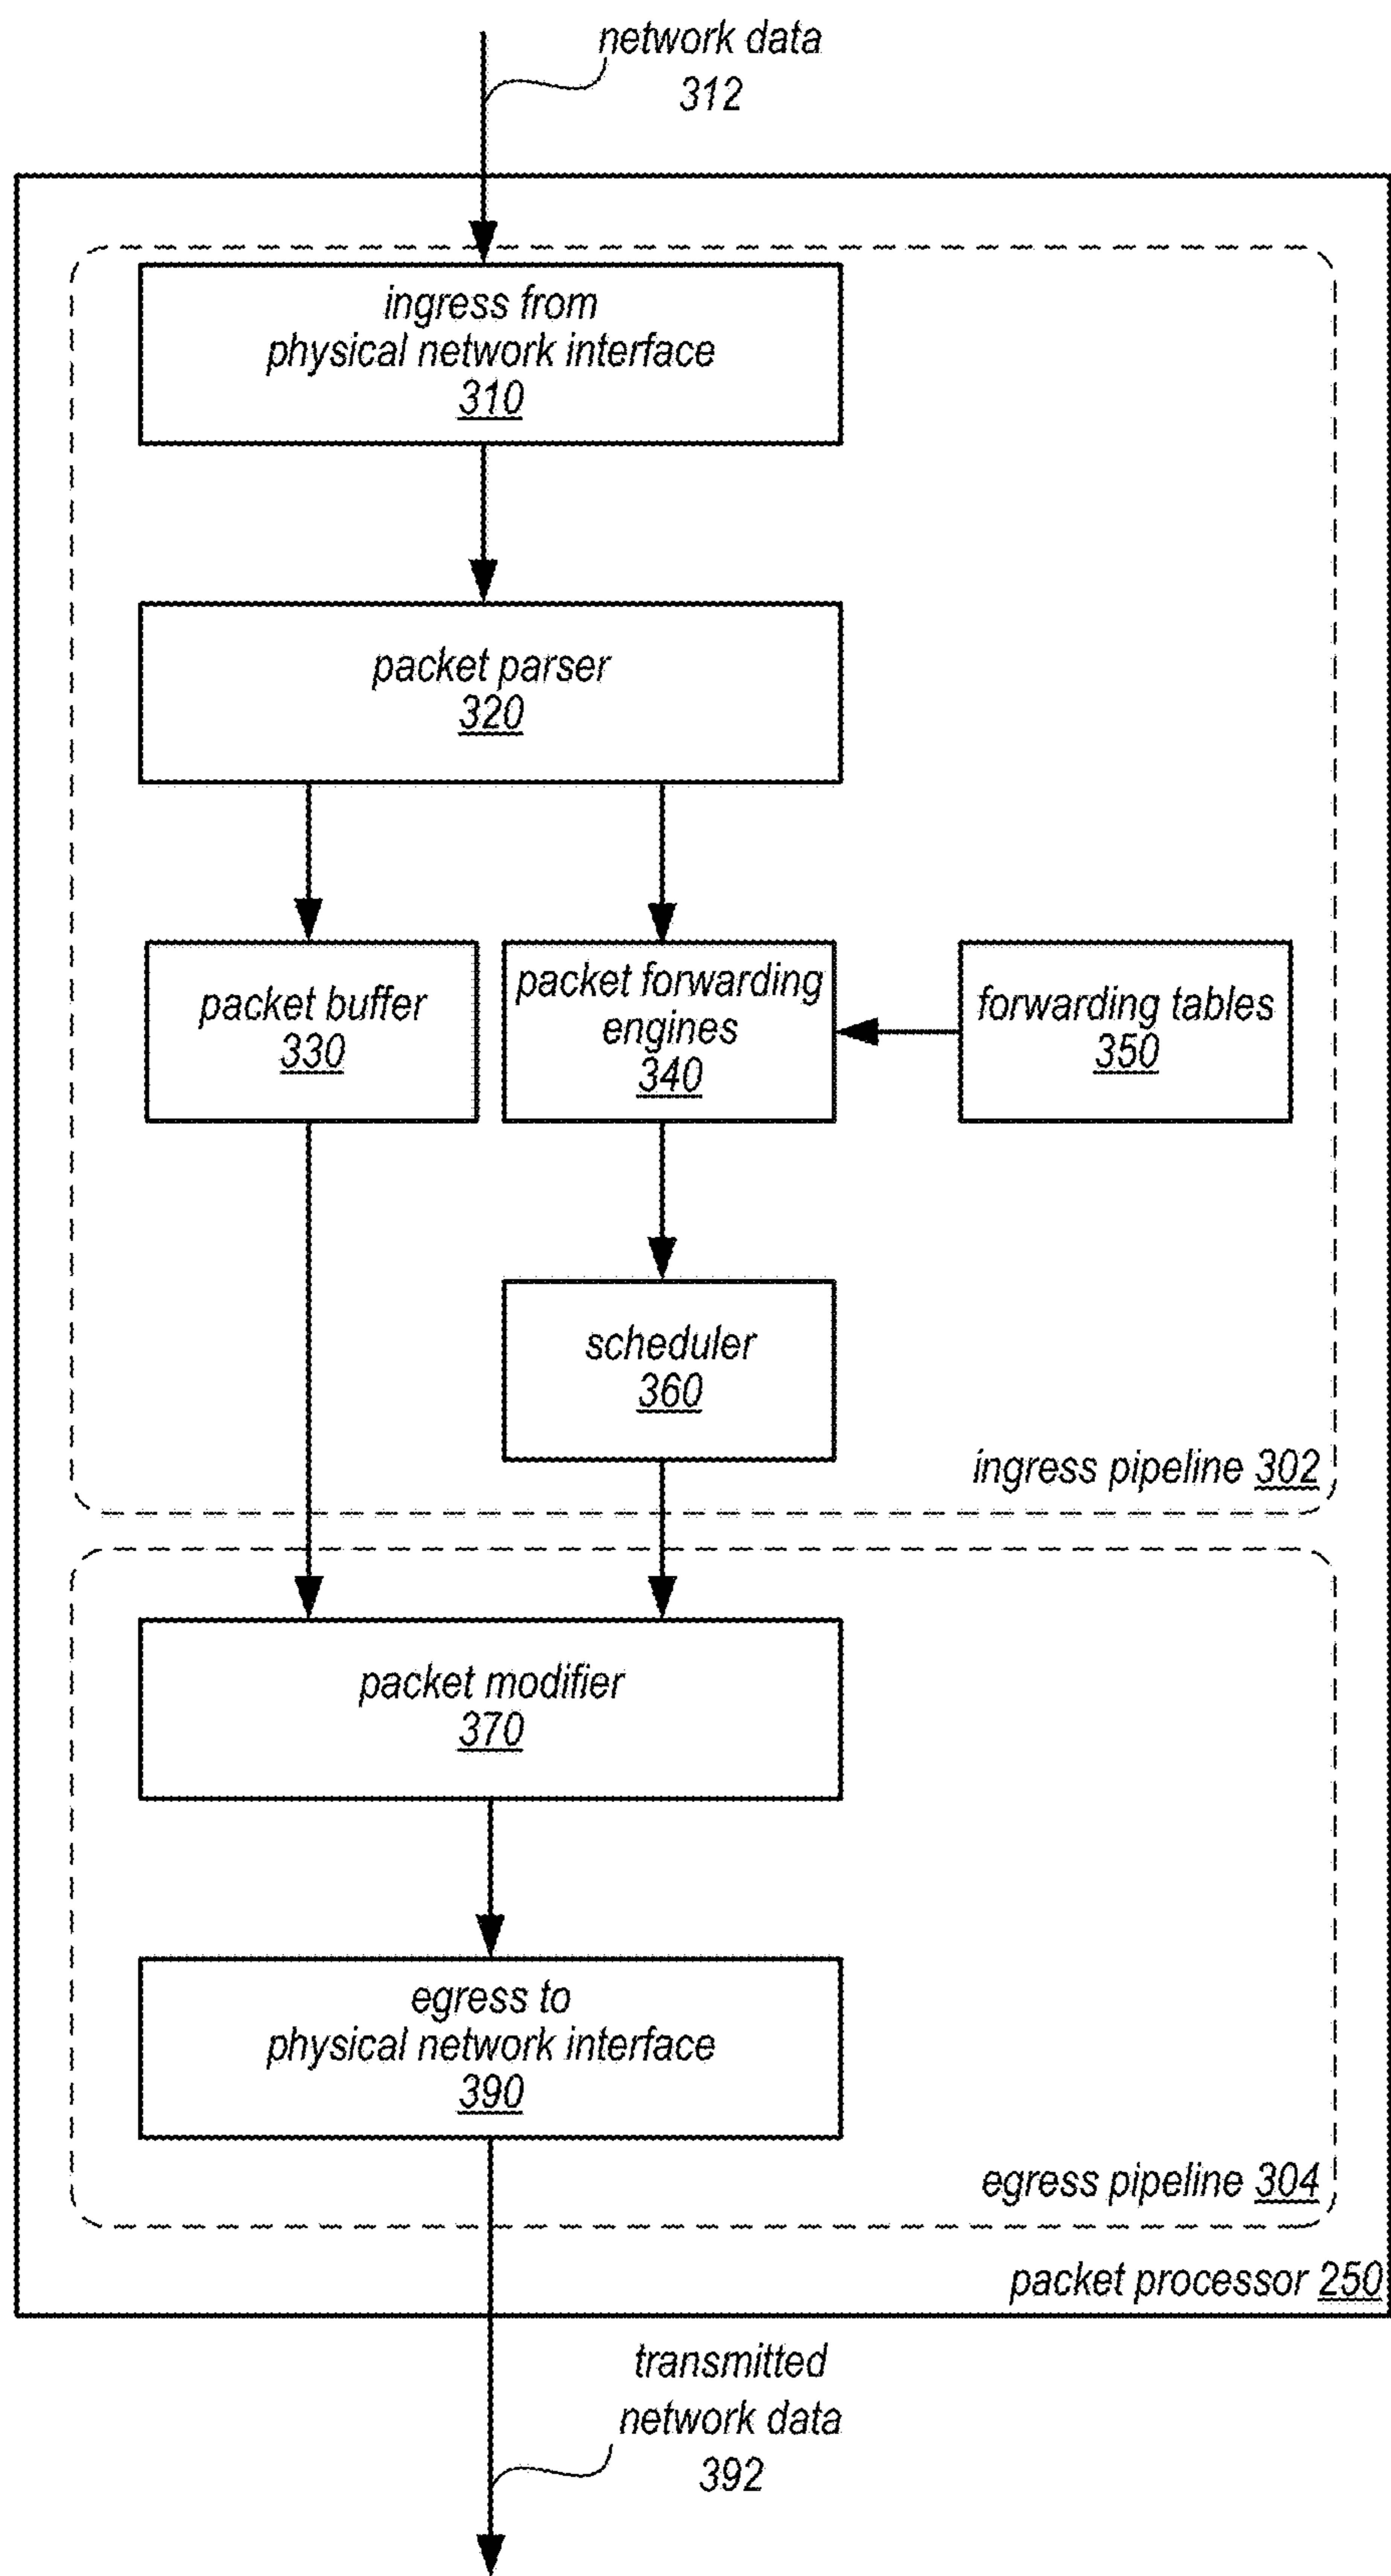 network data
312
ingress from
physical network interface
310
packet parser
320
packet buffer
330
packet forwarding
engines
340
forwarding tables
350
scheduler
360
ingress pipeline 302
packet modifier
370
egress to
physical network interface
390
egress pipeline 304
packet processor 250
transmitted
network data
392